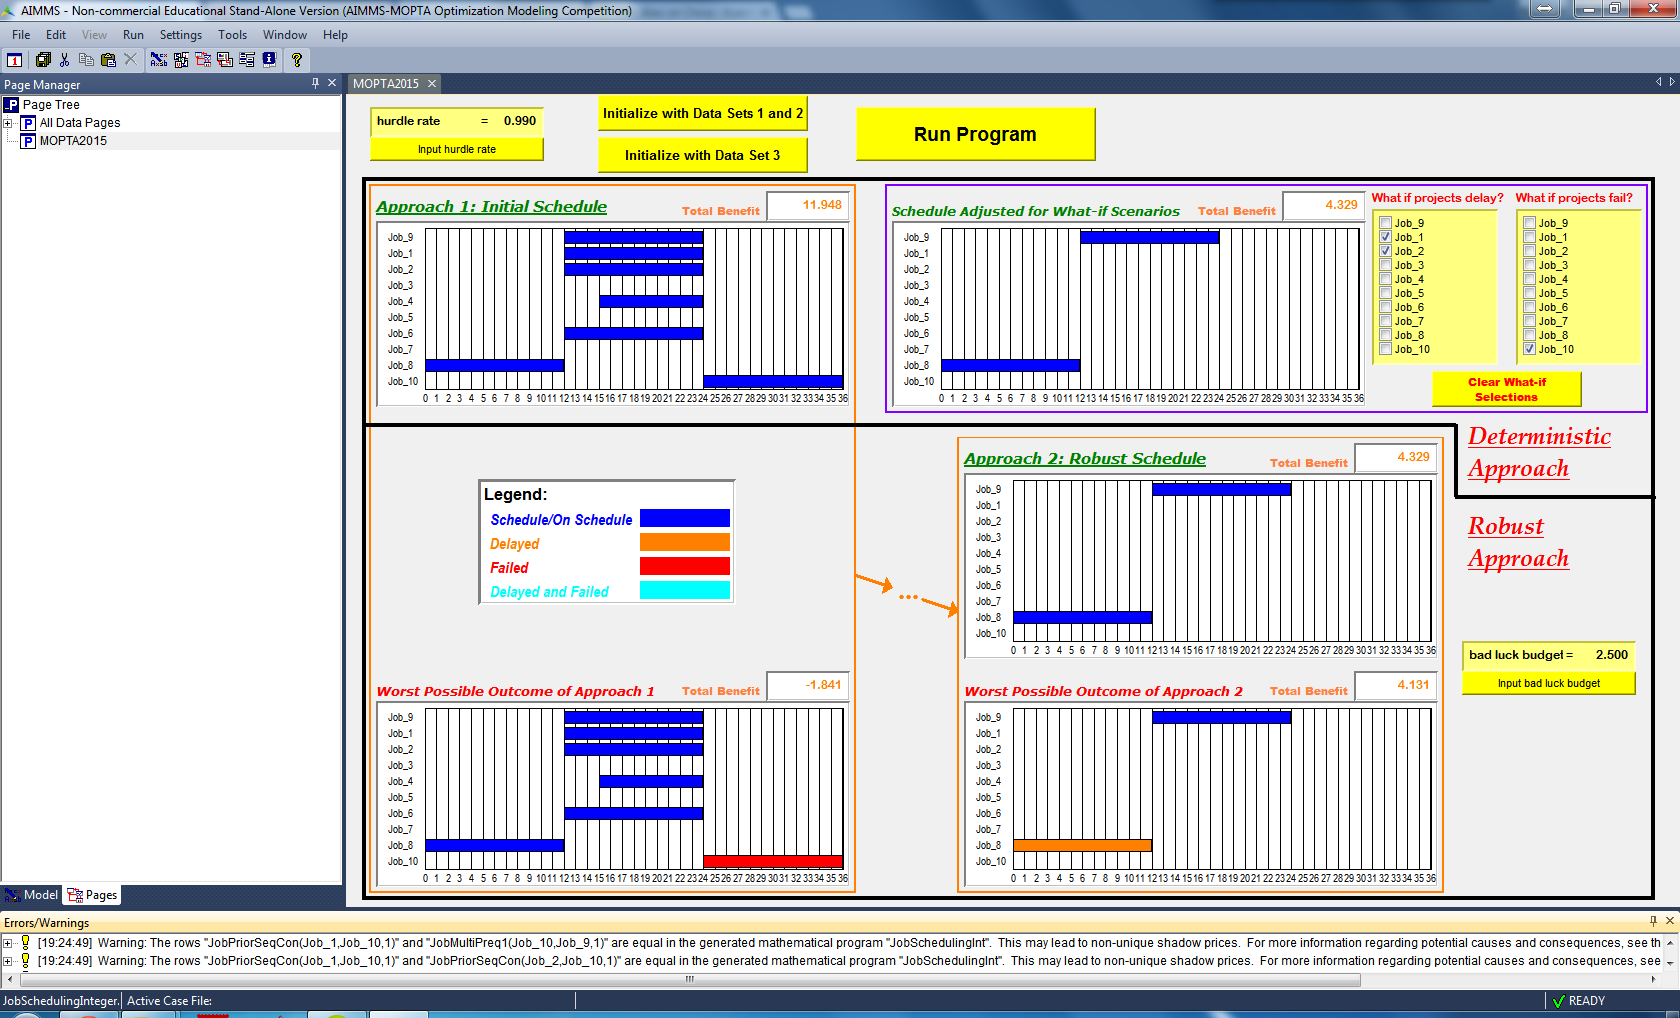 AIMMS - Non-commercial Educational Stand-Alone Version (AIMMS-MOPTA Optimization Modeling Competition)
File Edit View Run Settings Tools Window Help
Page Manager
Page Tree
All Data Pages
MOPTA2015
Model Pages
MOPTA2015
hurdle rate = 0.990
Input hurdle rate
Initialize with Data Sets 1 and 2
Initialize with Data Set 3
Run Program
Approach 1: Initial Schedule Total Benefit 11.948
Job_9
Job_1
Job_2
Job_3
Job_4
Job_5
Job_6
Job_7
Job_8
Job_10
0 1 2 3 4 5 6 7 8 9 10 11 12 13 14 15 16 17 18 19 20 21 22 23 24 25 26 27 28 29 30 31 32 33 34 35 36
Schedule Adjusted for What-if Scenarios Total Benefit 4.329
Job_9
Job_1
Job_2
Job_3
Job_4
Job_5
Job_6
Job_7
Job_8
Job_10
0 1 2 3 4 5 6 7 8 9 10 11 12 13 14 15 16 17 18 19 20 21 22 23 24 25 26 27 28 29 30 31 32 33 34 35 36
What if projects delay?
Job_9
Job_1
Job_2
Job_3
Job_4
Job_5
Job_6
Job_7
Job_8
Job_10
What if projects fail?
Job_9
Job_1
Job_2
Job_3
Job_4
Job_5
Job_6
Job_7
Job_8
Job_10
Clear What-if
Selections
Deterministic
Approach
Legend:
Schedule/On Schedule
Delayed
Failed
Delayed and Failed
Approach 2: Robust Schedule Total Benefit 4.329
Job_9
Job_1
Job_2
Job_3
Job_4
Job_5
Job_6
Job_7
Job_8
Job_10
0 1 2 3 4 5 6 7 8 9 10 11 12 13 14 15 16 17 18 19 20 21 22 23 24 25 26 27 28 29 30 31 32 33 34 35 36
Robust
Approach
bad luck budget = 2.500
Input bad luck budget
Worst Possible Outcome of Approach 1 Total Benefit -1.841
Job_9
Job_1
Job_2
Job_3
Job_4
Job_5
Job_6
Job_7
Job_8
Job_10
0 1 2 3 4 5 6 7 8 9 10 11 12 13 14 15 16 17 18 19 20 21 22 23 24 25 26 27 28 29 30 31 32 33 34 35 36
Worst Possible Outcome of Approach 2 Total Benefit 4.131
Job_9
Job_1
Job_2
Job_3
Job_4
Job_5
Job_6
Job_7
Job_8
Job_10
0 1 2 3 4 5 6 7 8 9 10 11 12 13 14 15 16 17 18 19 20 21 22 23 24 25 26 27 28 29 30 31 32 33 34 35 36
Errors/Warnings
[19:24:49] Warning: The rows "JobPriorSeqCon(Job_1,Job_10,1)" and "JobMultiPreq1(Job_10,Job_9,1)" are equal in the generated mathematical program "JobSchedulingInt". This may lead to non-unique shadow prices. For more information regarding potential causes and consequences, see th
[19:24:49] Warning: The rows "JobPriorSeqCon(Job_1,Job_10,1)" and "JobPriorSeqCon(Job_2,Job_10,1)" are equal in the generated mathematical program "JobSchedulingInt". This may lead to non-unique shadow prices. For more information regarding potential causes and consequences, see
JobSchedulingInteger. Active Case File: READY